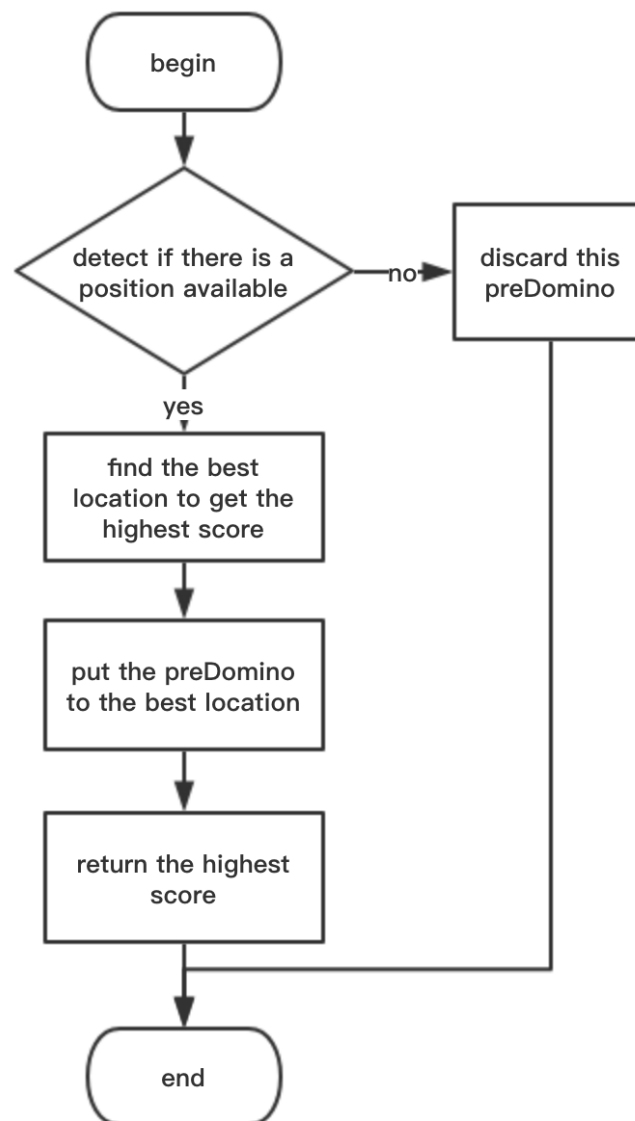 begin
detect if there is a
position available
no
discard this
preDomino
yes
find the best
location to get the
highest score
put the preDomino
to the best location
return the highest
score
end